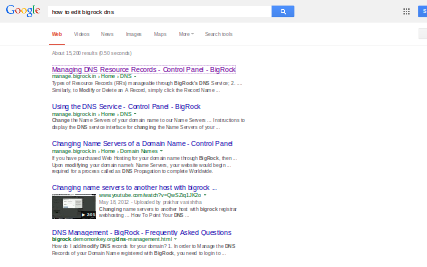 Google how to edit bigrock dns
Web Videos News Images Maps More Search tools
About 15,200 results (0.50 seconds)
Managing DNS Resource Records - Control Panel - BigRock
manage.bigrock.in › Home › DNS
Types of Resource Records (RRs) manageable through BigRock's DNS Service; 2. ...
Similarly, to Modify or Delete an A Record, simply click the Record Name ...
Using the DNS Service - Control Panel - BigRock
manage.bigrock.in › Home › DNS
Change the Name Servers of your domain name to our Name Servers ... Instructions to
display the DNS service interface for changing the Name Servers of your ...
Changing Name Servers of a Domain Name - Control Panel
manage.bigrock.in › Home › Domain Names
If you have purchased Web Hosting for your domain name through BigRock, then ...
Upon modifying your domain name's Name Servers, your website would begin ...
required for a process called as DNS Propagation to complete Worldwide.
Changing name servers to another host with bigrock ...
May 18, 2012 - Uploaded by
Changing name servers to another host with bigrock registrar
webhosting ... How To Point Your DNS ...
DNS Management - BigRock - Frequently Asked Questions
bigrock.demomonkey.org/dns-management.html
How do I add/modify DNS records for your domain? 1. In order to Manage the DNS
Records of your Domain Name registered with BigRock, you need to login to ...